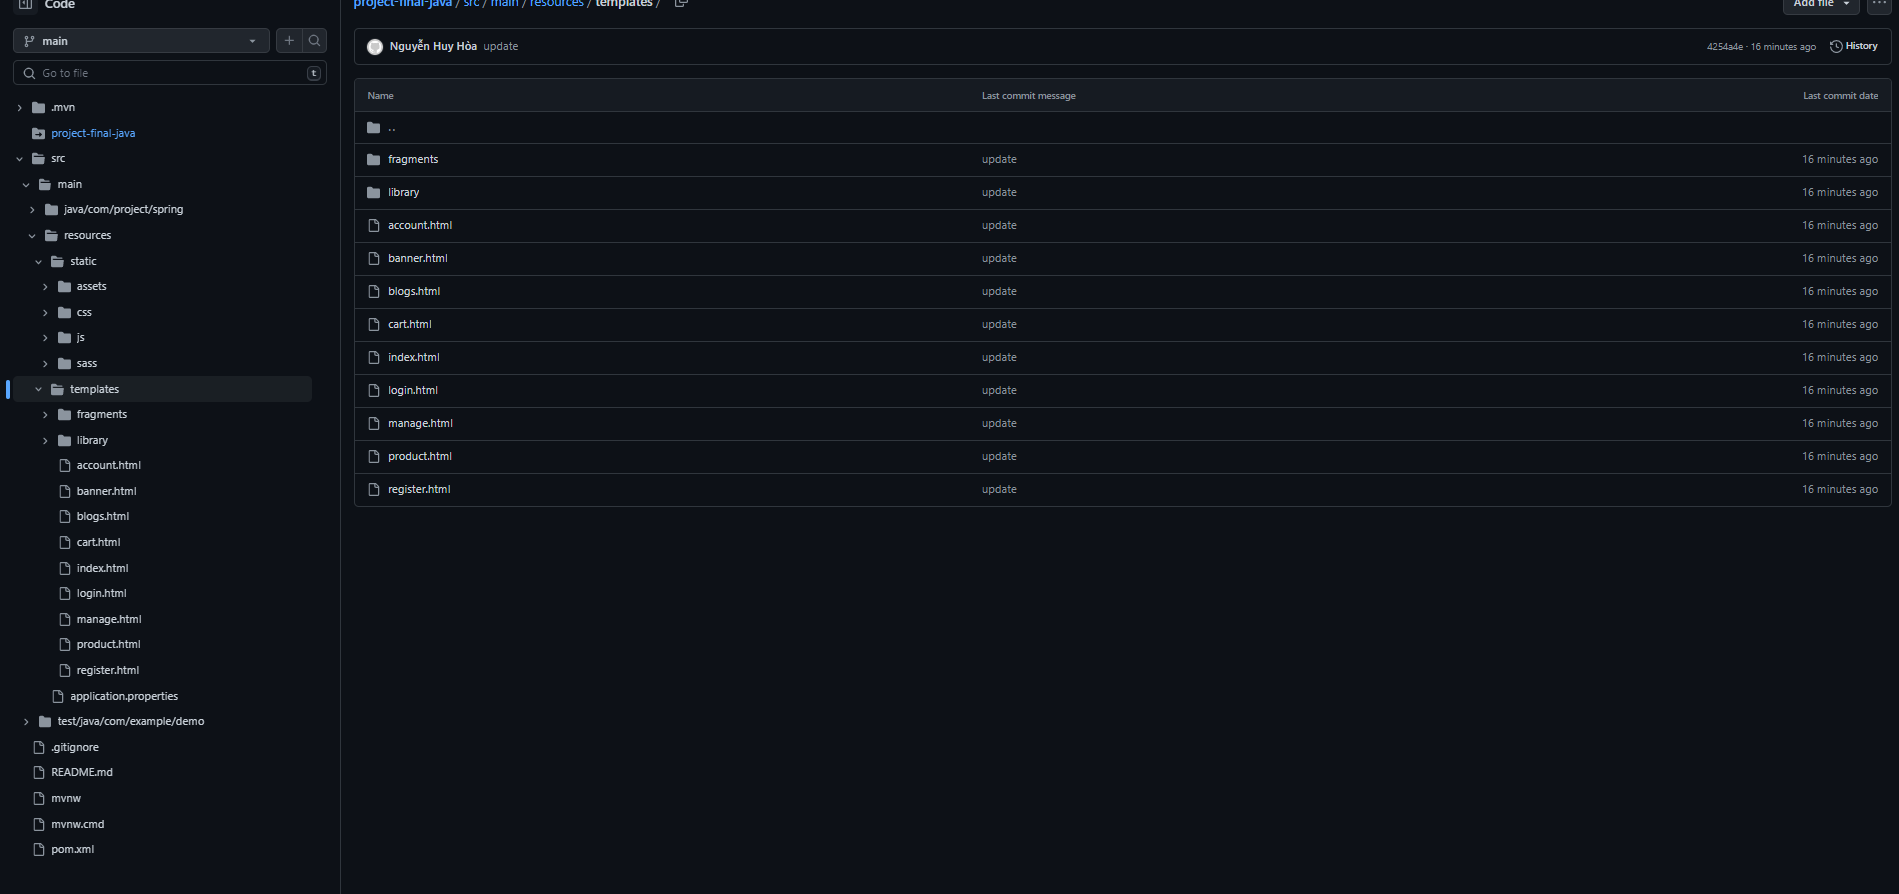 Code
main
Go to file
t
.mvn
project-final-java
src
main
java/com/project/spring
resources
static
assets
css
js
sass
templates
fragments
library
account.html
banner.html
blogs.html
cart.html
index.html
login.html
manage.html
product.html
register.html
application.properties
test/java/com/example/demo
.gitignore
README.md
mvnw
mvnw.cmd
pom.xml
project-final-java / src / main / resources / templates /
Add file
Nguyễn Huy Hòa update
4254a4e · 16 minutes ago History
Name Last commit message Last commit date
..
fragments update 16 minutes ago
library update 16 minutes ago
account.html update 16 minutes ago
banner.html update 16 minutes ago
blogs.html update 16 minutes ago
cart.html update 16 minutes ago
index.html update 16 minutes ago
login.html update 16 minutes ago
manage.html update 16 minutes ago
product.html update 16 minutes ago
register.html update 16 minutes ago